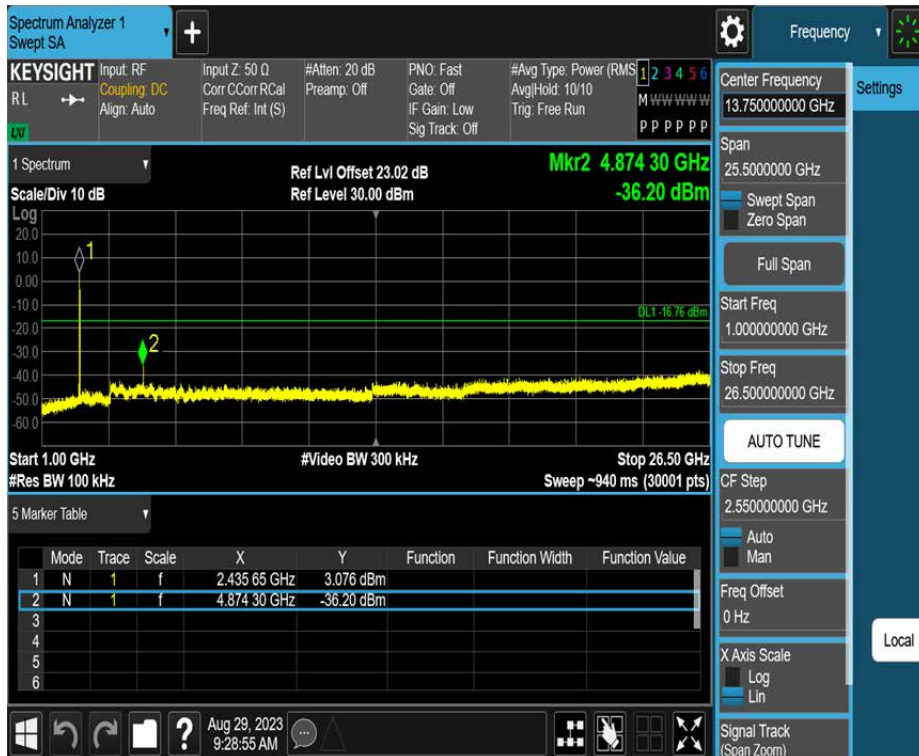 Spectrum Analyzer 1
Swept SA
+
Frequency
KEYSIGHT
RL
LXI
Input: RF
Coupling: DC
Align: Auto
Input Z: 50 Ω
Corr CCorr RCal
Freq Ref: Int (S)
#Atten: 20 dB
Preamp: Off
PNO: Fast
Gate: Off
IF Gain: Low
Sig Track: Off
#Avg Type: Power (RMS
Avg|Hold: 10/10
Trig: Free Run
1 2 3 4 5 6
M W W W W W
P P P P P P
1 Spectrum
Scale/Div 10 dB
Ref Lvl Offset 23.02 dB
Ref Level 30.00 dBm
Mkr2 4.874 30 GHz
-36.20 dBm
Log
20.0
10.0
0.00
-10.0
-20.0
-30.0
-40.0
-50.0
-60.0
1
2
DL1 -16.76 dBm
Start 1.00 GHz
#Res BW 100 kHz
#Video BW 300 kHz
Stop 26.50 GHz
Sweep ~940 ms (30001 pts)
5 Marker Table
Mode Trace Scale X Y Function Function Width Function Value
1 N 1 f 2.435 65 GHz 3.076 dBm
2 N 1 f 4.874 30 GHz -36.20 dBm
3
4
5
6
?
Aug 29, 2023
9:28:55 AM
Center Frequency
13.750000000 GHz
Span
25.5000000 GHz
Swept Span
Zero Span
Full Span
Start Freq
1.000000000 GHz
Stop Freq
26.500000000 GHz
AUTO TUNE
CF Step
2.550000000 GHz
Auto
Man
Freq Offset
0 Hz
X Axis Scale
Log
Lin
Signal Track
(Span Zoom)
Settings
Local